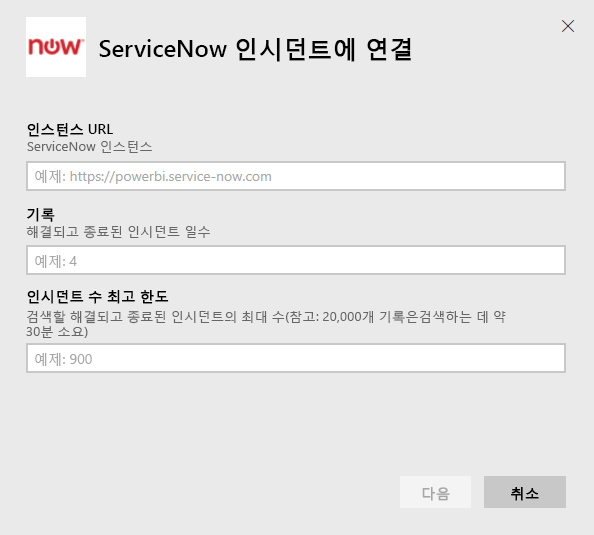 now
ServiceNow 인시던트에 연결
인스턴스 URL
ServiceNow 인스턴스
예제: https://powerbi.service-now.com
기록
해결되고 종료된 인시던트 일수
예제: 4
인시던트 수 최고 한도
검색할 해결되고 종료된 인시던트의 최대 수(참고: 20,000개 기록은검색하는 데 약
30분 소요)
예제: 900
다음
취소